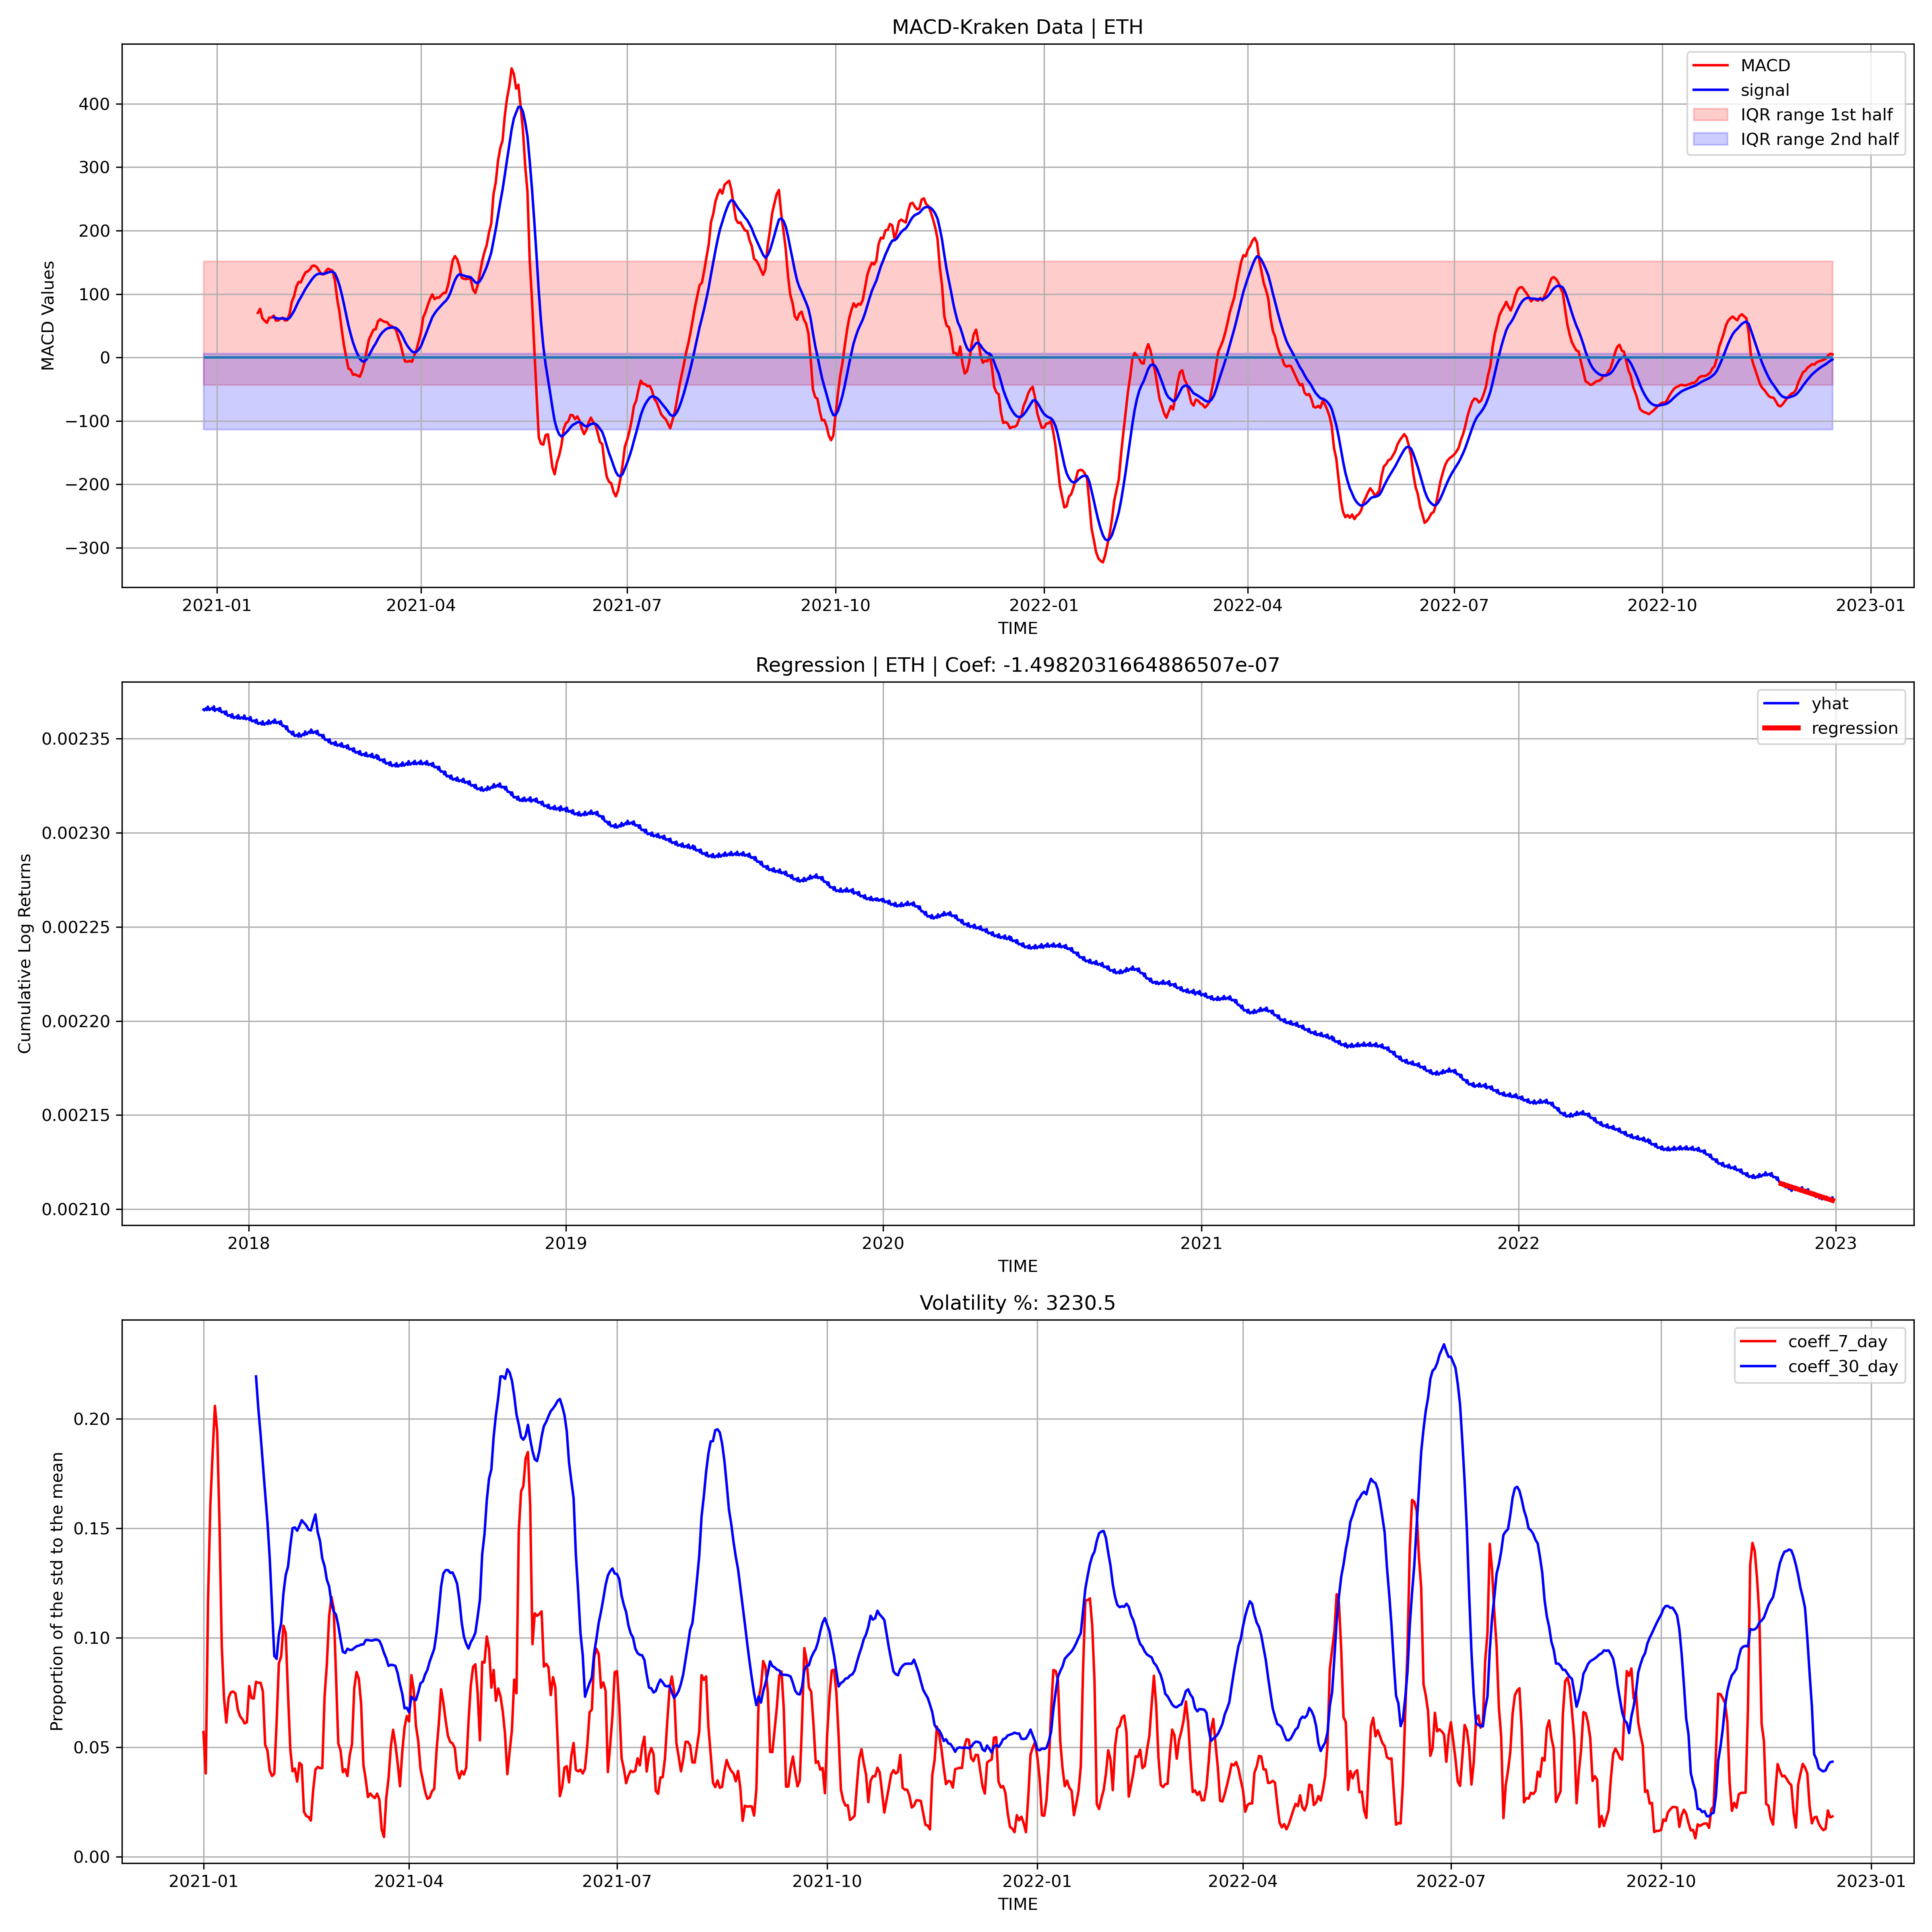 MACD-Kraken Data | ETH
MACD
signal
IQR range 1st half
IQR range 2nd half
MACD Values
400
300
200
100
0
−100
−200
−300
2021-01 2021-04 2021-07 2021-10 2022-01 2022-04 2022-07 2022-10 2023-01
TIME
Regression | ETH | Coef: -1.4982031664886507e-07
yhat
regression
Cumulative Log Returns
0.00235
0.00230
0.00225
0.00220
0.00215
0.00210
2018 2019 2020 2021 2022 2023
TIME
Volatility %: 3230.5
coeff_7_day
coeff_30_day
Proportion of the std to the mean
0.20
0.15
0.10
0.05
0.00
2021-01 2021-04 2021-07 2021-10 2022-01 2022-04 2022-07 2022-10 2023-01
TIME